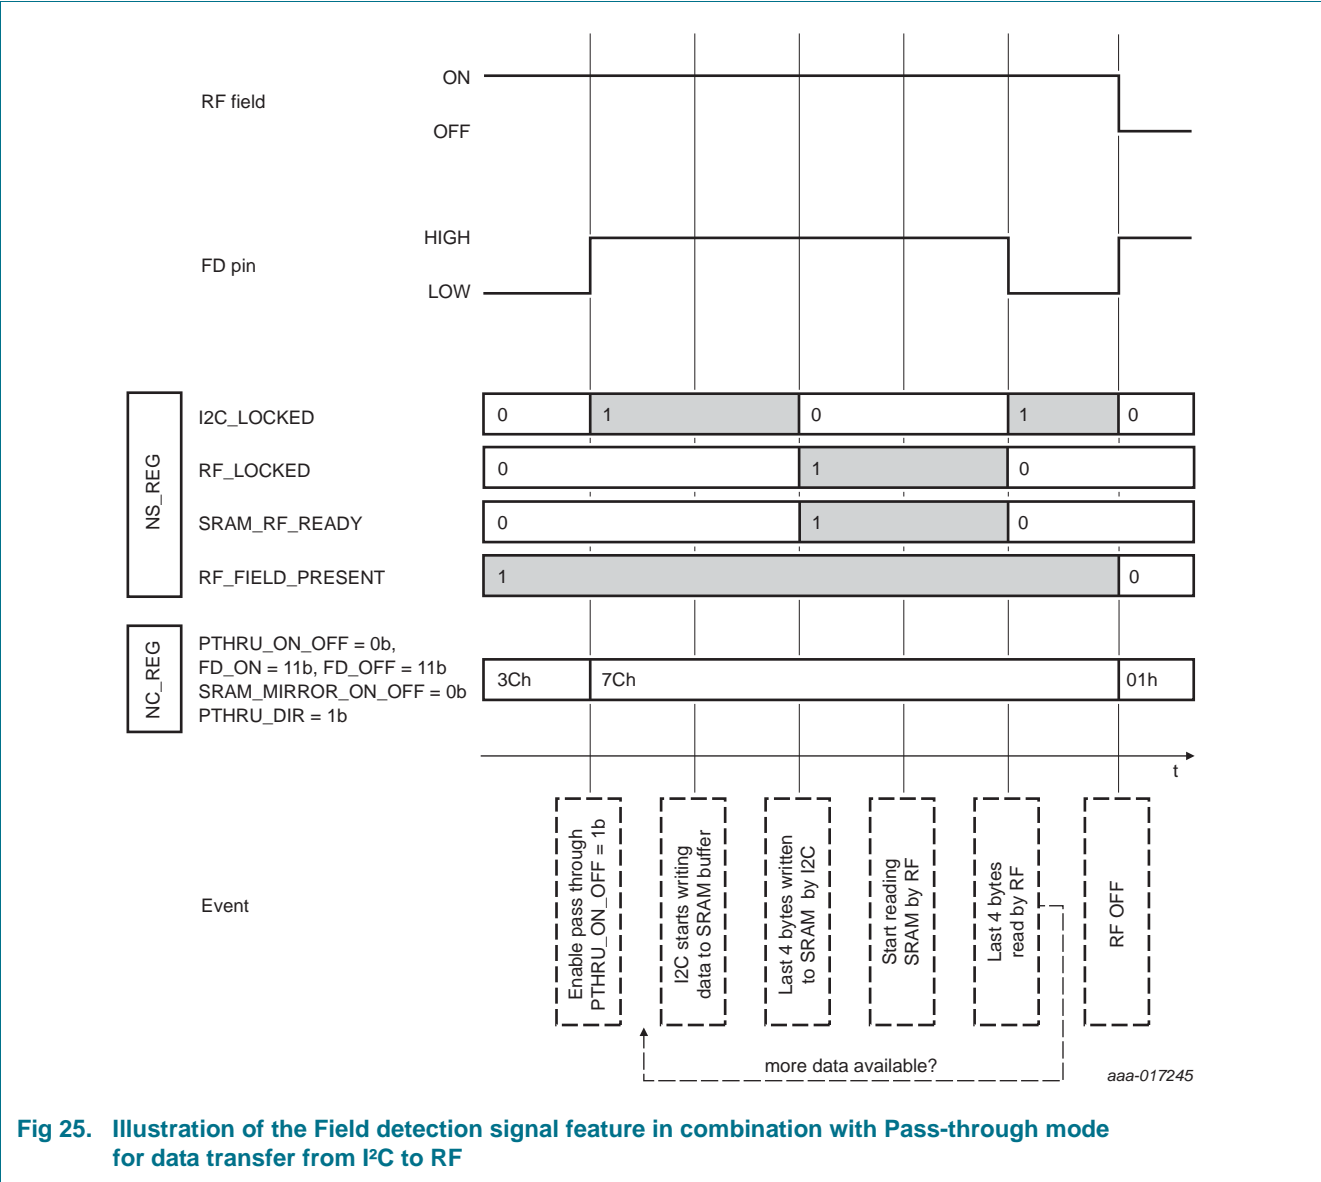 ON
RF field
OFF
HIGH
FD pin
LOW
NS_REG
I2C_LOCKED
0
1
0
1
0
RF_LOCKED
0
1
0
SRAM_RF_READY
0
1
0
RF_FIELD_PRESENT
1
0
NC_REG
PTHRU_ON_OFF = 0b,
FD_ON = 11b, FD_OFF = 11b
SRAM_MIRROR_ON_OFF = 0b
PTHRU_DIR = 1b
3Ch
7Ch
01h
t
Event
Enable pass through
PTHRU_ON_OFF = 1b
I2C starts writing
data to SRAM buffer
Last 4 bytes written
to SRAM by I2C
Start reading
SRAM by RF
Last 4 bytes
read by RF
RF OFF
more data available?
aaa-017245
Fig 25. Illustration of the Field detection signal feature in combination with Pass-through mode
for data transfer from I²C to RF